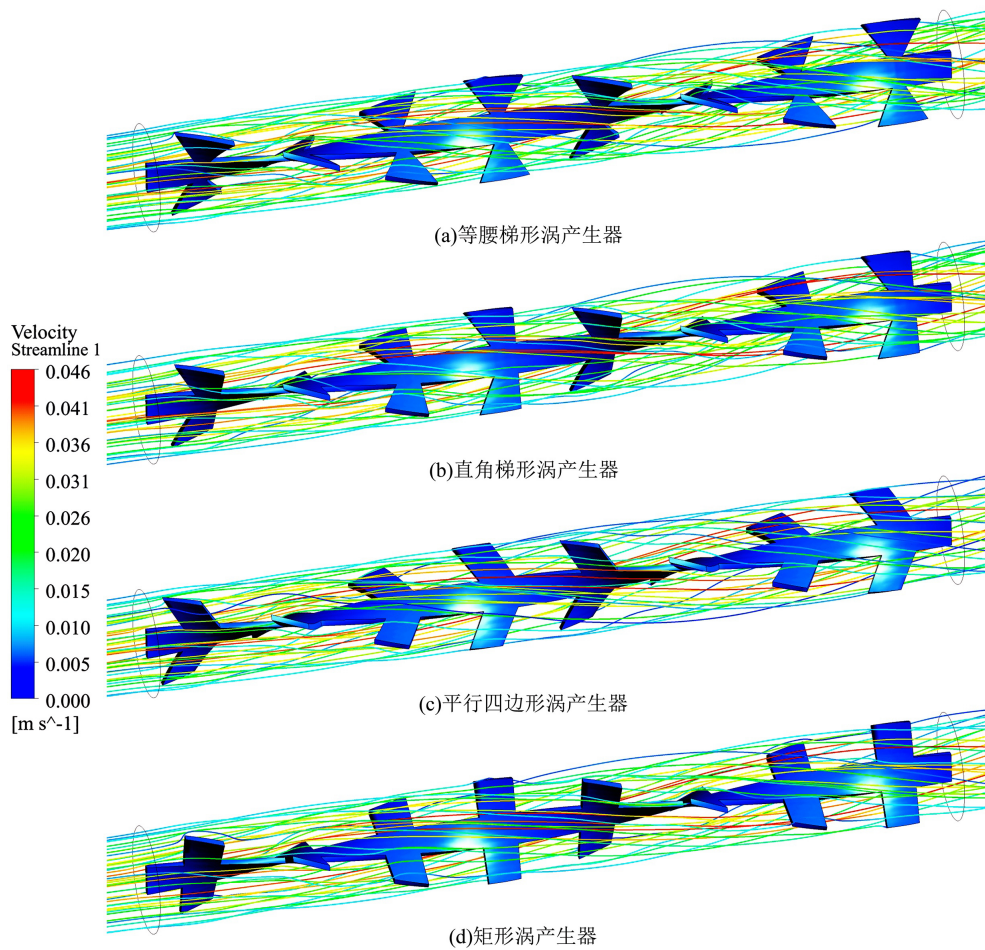 (a)等腰梯形涡产生器
(b)直角梯形涡产生器
Velocity
Streamline 1
0.046
0.041
0.036
0.031
0.026
0.020
0.015
0.010
0.005
0.000
[m s^-1]
(c)平行四边形涡产生器
(d)矩形涡产生器